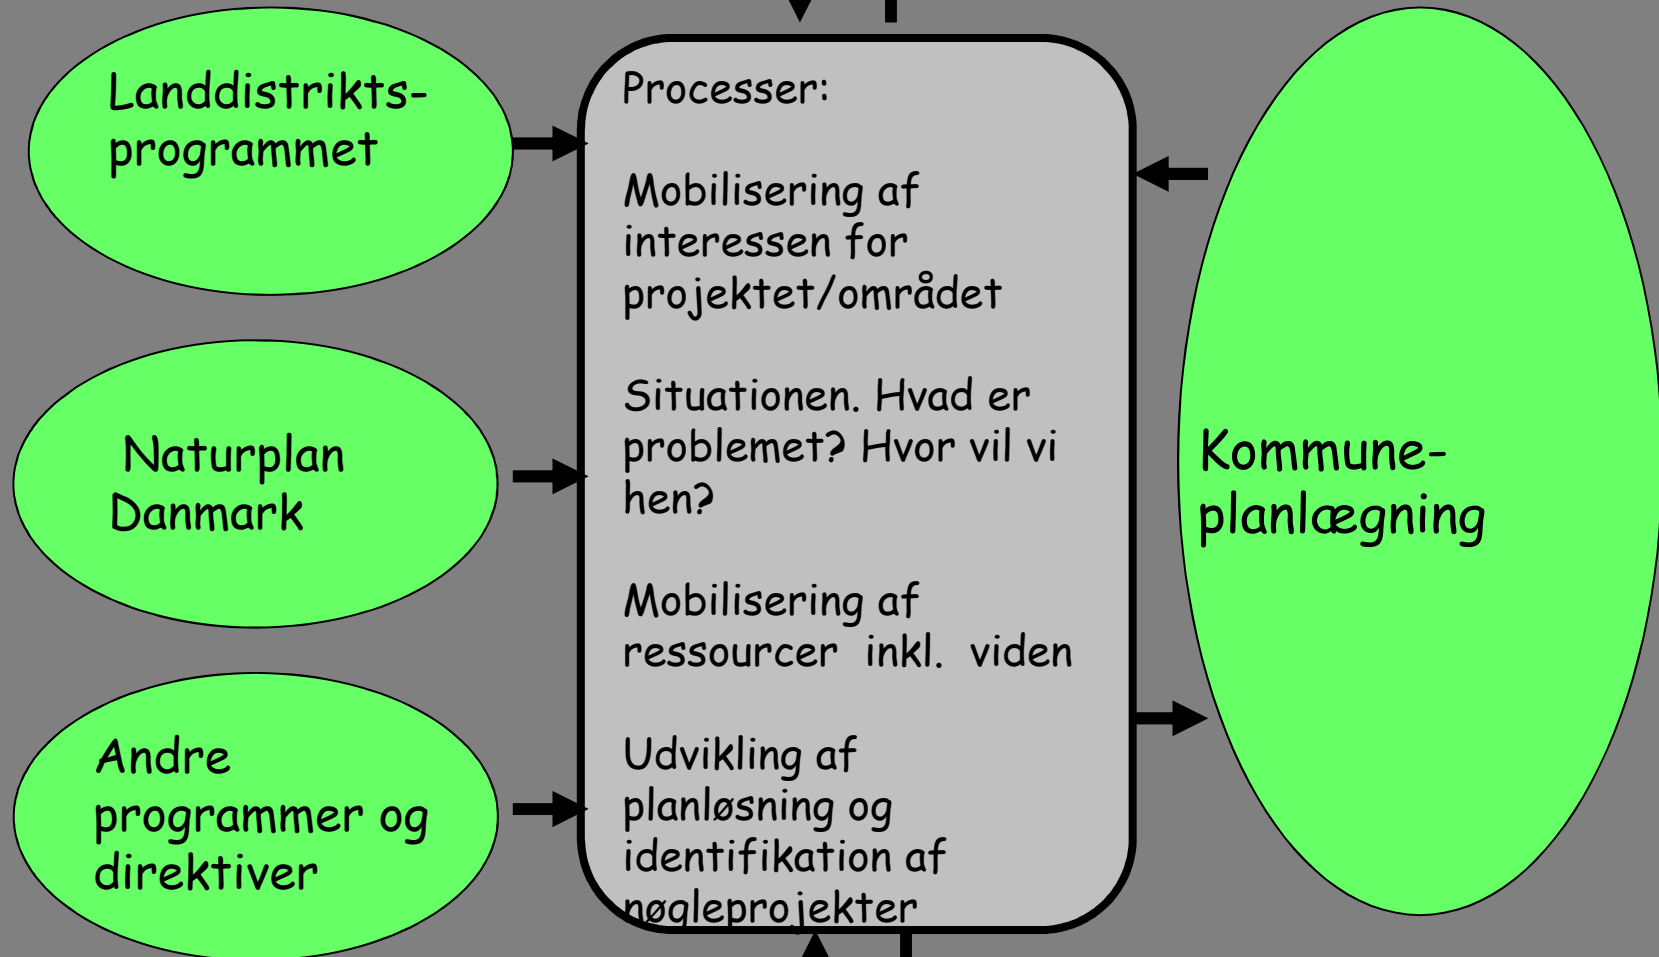 Landdistrikts-
programmet
Naturplan
Danmark
Andre
programmer og
direktiver
Processer:
Mobilisering af
interessen for
projektet/området
Situationen. Hvad er
problemet? Hvor vil vi
hen?
Mobilisering af
ressourcer inkl. viden
Udvikling af
planløsning og
identifikation af
nøgleprojekter
Kommune-
planlægning